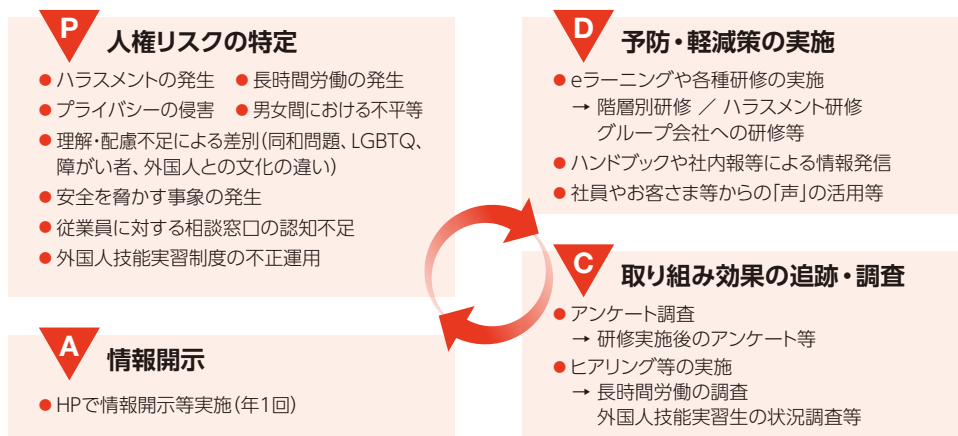 P
人権リスクの特定
● ハラスメントの発生 ● 長時間労働の発生
● プライバシーの侵害 ● 男女間における不平等
● 理解・配慮不足による差別(同和問題、LGBTQ、
障がい者、外国人との文化の違い)
● 安全を脅かす事象の発生
● 従業員に対する相談窓口の認知不足
● 外国人技能実習制度の不正運用
D
予防・軽減策の実施
● eラーニングや各種研修の実施
→ 階層別研修 ／ ハラスメント研修
グループ会社への研修等
● ハンドブックや社内報等による情報発信
● 社員やお客さま等からの「声」の活用等
C
取り組み効果の追跡・調査
● アンケート調査
→ 研修実施後のアンケート等
● ヒアリング等の実施
→ 長時間労働の調査
外国人技能実習生の状況調査等
A
情報開示
● HPで情報開示等実施(年1回)